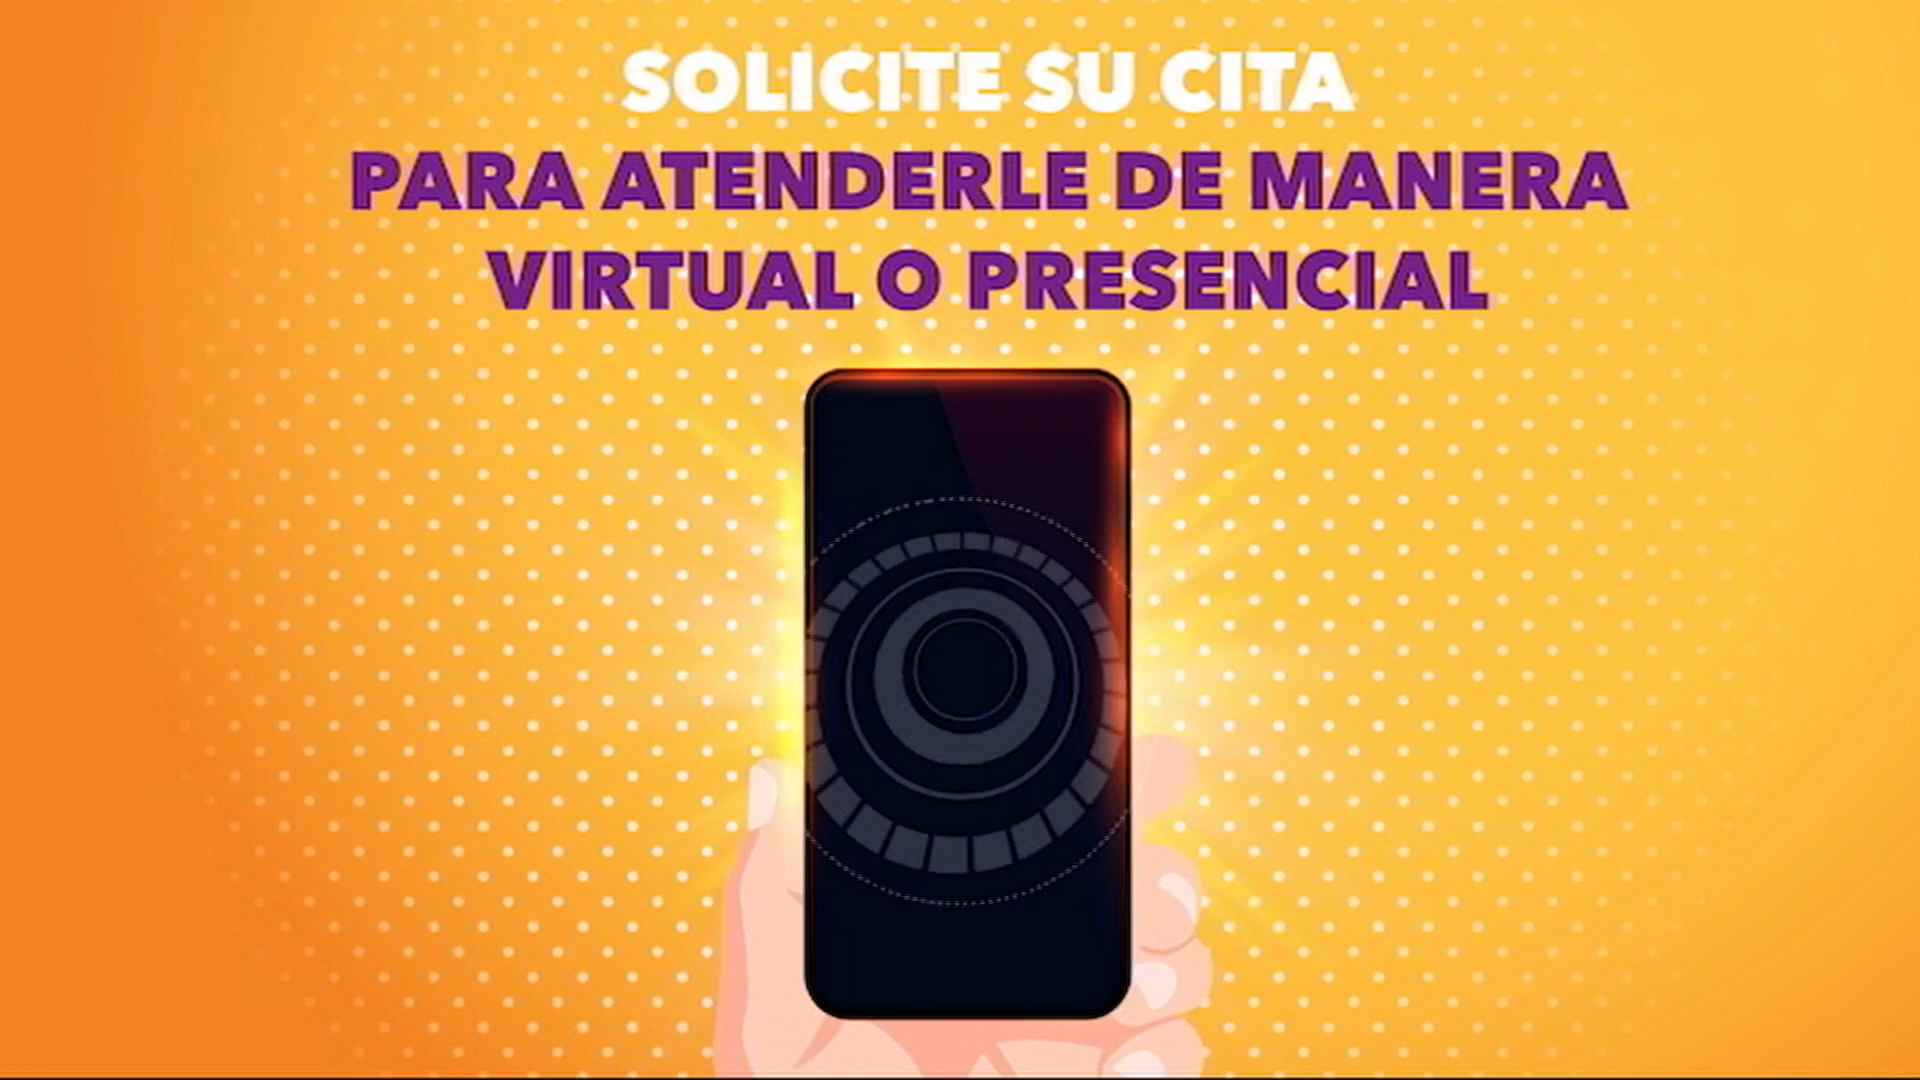 SOLICITE SU CITA
PARA ATENDERLE DE MANERA
VIRTUAL O PRESENCIAL